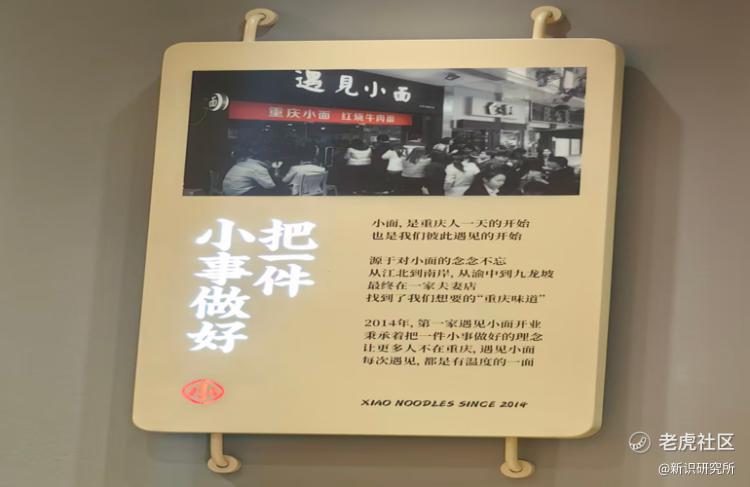 遇見小面
重庆小面 红烧牛肉面
把一件
小事做好
小面, 是重庆人一天的开始
也是我们彼此遇见的开始
源于对小面的念念不忘
从江北到南岸, 从渝中到九龙坡
最终在一家夫妻店
找到了我们想要的“重庆味道”
2014年, 第一家遇见小面开业
秉承着把一件小事做好的理念
让更多人不在重庆, 遇见小面
每次遇见, 都是有温度的一面
XIAO NOODLES SINCE 2014
老虎社区
@新识研究所